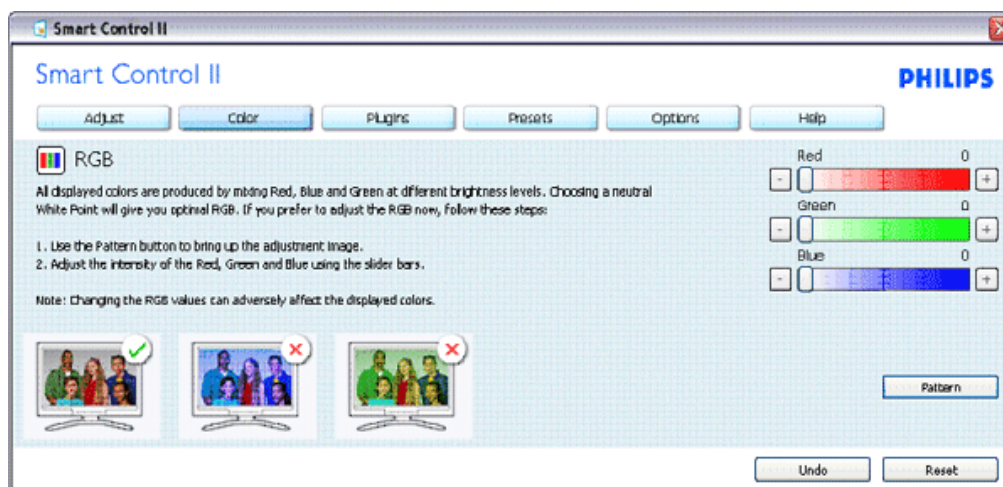 Smart Control II
Smart Control II
PHILIPS
Adjust Color Plugins Presets Options Help
RGB
All displayed colors are produced by mixing Red, Blue and Green at different brightness levels. Choosing a neutral
White Point will give you optimal RGB. If you prefer to adjust the RGB now, follow these steps:
1. Use the Pattern button to bring up the adjustment image.
2. Adjust the intensity of the Red, Green and Blue using the slider bars.
Note: Changing the RGB values can adversely affect the displayed colors.
Red 0
- +
Green 0
- +
Blue 0
- +
Pattern
Undo Reset